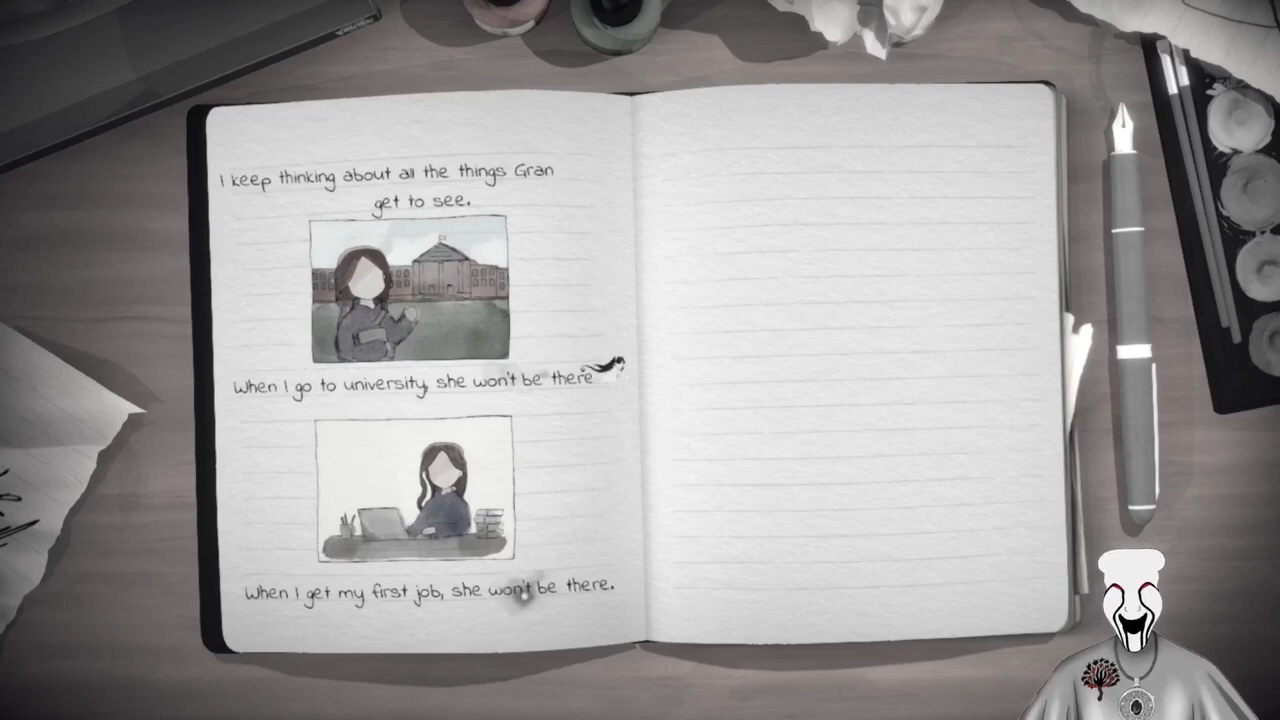 I keep thinking about all the things Gran
get to see.
When I go to university, she won't be there
When I get my first job, she won't be there.